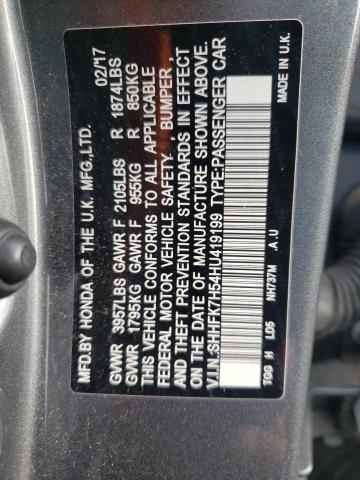 MFD.BY HONDA OF THE U.K. MFG.,LTD. 02/17
GVWR 3957LBS GAWR F 2105LBS R 1874LBS
GVWR 1795KG GAWR F 955KG R 850KG
THIS VEHICLE CONFORMS TO ALL APPLICABLE
FEDERAL MOTOR VEHICLE SAFETY, BUMPER ,
AND THEFT PREVENTION STANDARDS IN EFFECT
ON THE DATE OF MANUFACTURE SHOWN ABOVE.
V.I.N.:SHHFK7H54HU419199 TYPE:PASSENGER CAR
TGG H LD5 NH737M A U MADE IN U.K.